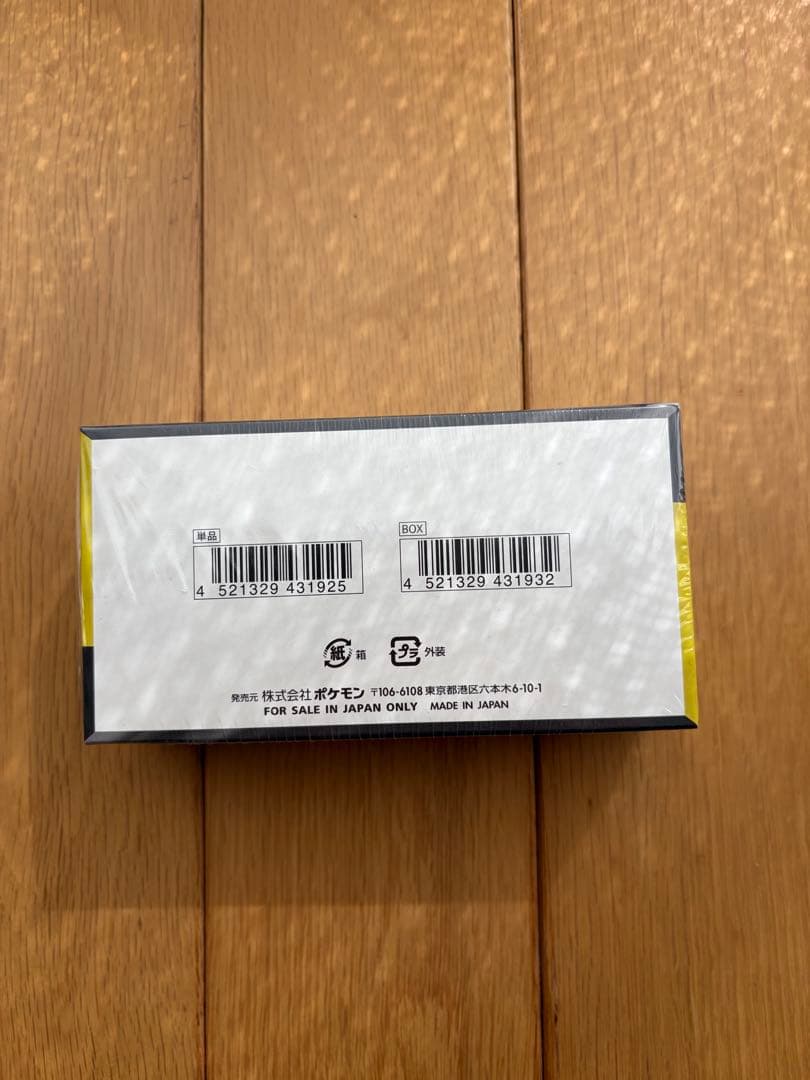 単品
BOX
4 521329 431925
4 521329 431932
紙 箱
プラ 外装
発売元 株式会社 ポケモン 〒106-6108 東京都港区六本木6-10-1
FOR SALE IN JAPAN ONLY MADE IN JAPAN